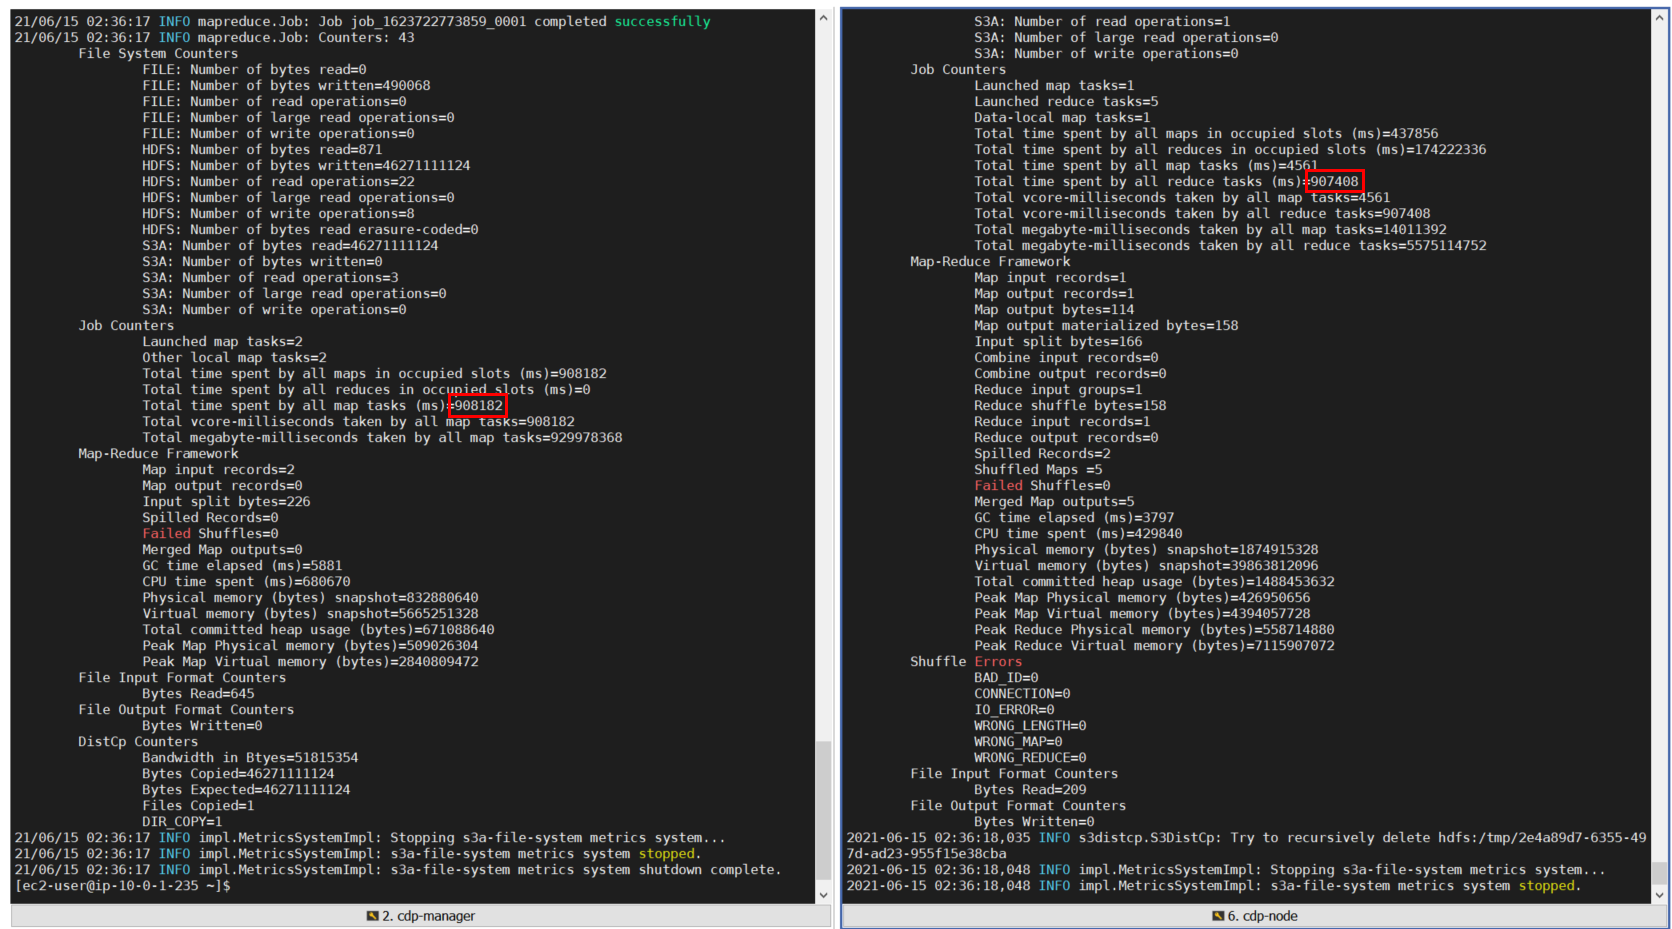 21/06/15 02:36:17 INFO mapreduce.Job: Job job_1623722773859_0001 completed successfully
21/06/15 02:36:17 INFO mapreduce.Job: Counters: 43
File System Counters
FILE: Number of bytes read=0
FILE: Number of bytes written=490068
FILE: Number of read operations=0
FILE: Number of large read operations=0
FILE: Number of write operations=0
HDFS: Number of bytes read=871
HDFS: Number of bytes written=46271111124
HDFS: Number of read operations=22
HDFS: Number of large read operations=0
HDFS: Number of write operations=8
HDFS: Number of bytes read erasure-coded=0
S3A: Number of bytes read=46271111124
S3A: Number of bytes written=0
S3A: Number of read operations=3
S3A: Number of large read operations=0
S3A: Number of write operations=0
Job Counters
Launched map tasks=2
Other local map tasks=2
Total time spent by all maps in occupied slots (ms)=908182
Total time spent by all reduces in occupied slots (ms)=0
Total time spent by all map tasks (ms)=908182
Total vcore-milliseconds taken by all map tasks=908182
Total megabyte-milliseconds taken by all map tasks=929978368
Map-Reduce Framework
Map input records=2
Map output records=0
Input split bytes=226
Spilled Records=0
Failed Shuffles=0
Merged Map outputs=0
GC time elapsed (ms)=5881
CPU time spent (ms)=680670
Physical memory (bytes) snapshot=832880640
Virtual memory (bytes) snapshot=5665251328
Total committed heap usage (bytes)=671088640
Peak Map Physical memory (bytes)=509026304
Peak Map Virtual memory (bytes)=2840809472
File Input Format Counters
Bytes Read=645
File Output Format Counters
Bytes Written=0
DistCp Counters
Bandwidth in Btyes=51815354
Bytes Copied=46271111124
Bytes Expected=46271111124
Files Copied=1
DIR_COPY=1
21/06/15 02:36:17 INFO impl.MetricsSystemImpl: Stopping s3a-file-system metrics system...
21/06/15 02:36:17 INFO impl.MetricsSystemImpl: s3a-file-system metrics system stopped.
21/06/15 02:36:17 INFO impl.MetricsSystemImpl: s3a-file-system metrics system shutdown complete.
[ec2-user@ip-10-0-1-235 ~]$
2. cdp-manager
S3A: Number of read operations=1
S3A: Number of large read operations=0
S3A: Number of write operations=0
Job Counters
Launched map tasks=1
Launched reduce tasks=5
Data-local map tasks=1
Total time spent by all maps in occupied slots (ms)=437856
Total time spent by all reduces in occupied slots (ms)=174222336
Total time spent by all map tasks (ms)=4561
Total time spent by all reduce tasks (ms)=907408
Total vcore-milliseconds taken by all map tasks=4561
Total vcore-milliseconds taken by all reduce tasks=907408
Total megabyte-milliseconds taken by all map tasks=14011392
Total megabyte-milliseconds taken by all reduce tasks=5575114752
Map-Reduce Framework
Map input records=1
Map output records=1
Map output bytes=114
Map output materialized bytes=158
Input split bytes=166
Combine input records=0
Combine output records=0
Reduce input groups=1
Reduce shuffle bytes=158
Reduce input records=1
Reduce output records=0
Spilled Records=2
Shuffled Maps =5
Failed Shuffles=0
Merged Map outputs=5
GC time elapsed (ms)=3797
CPU time spent (ms)=429840
Physical memory (bytes) snapshot=1874915328
Virtual memory (bytes) snapshot=39863812096
Total committed heap usage (bytes)=1488453632
Peak Map Physical memory (bytes)=426950656
Peak Map Virtual memory (bytes)=4394057728
Peak Reduce Physical memory (bytes)=558714880
Peak Reduce Virtual memory (bytes)=7115907072
Shuffle Errors
BAD_ID=0
CONNECTION=0
IO_ERROR=0
WRONG_LENGTH=0
WRONG_MAP=0
WRONG_REDUCE=0
File Input Format Counters
Bytes Read=209
File Output Format Counters
Bytes Written=0
2021-06-15 02:36:18,035 INFO s3distcp.S3DistCp: Try to recursively delete hdfs:/tmp/2e4a89d7-6355-49
7d-ad23-955f15e38cba
2021-06-15 02:36:18,048 INFO impl.MetricsSystemImpl: Stopping s3a-file-system metrics system...
2021-06-15 02:36:18,048 INFO impl.MetricsSystemImpl: s3a-file-system metrics system stopped.
6. cdp-node